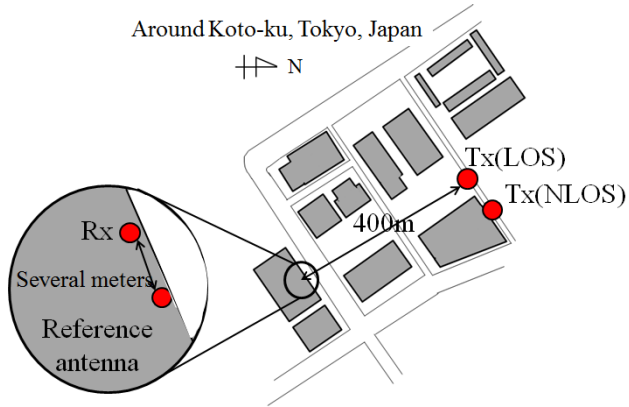 Around Koto-ku, Tokyo, Japan
N
Tx(LOS)
Tx(NLOS)
400m
Rx
Several meters
Reference
antenna